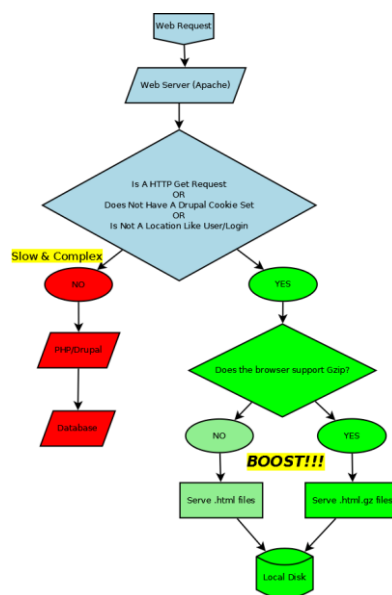 Web Request
Web Server (Apache)
Is A HTTP Get Request
OR
Does Not Have A Drupal Cookie Set
OR
Is Not A Location Like User/Login
Slow & Complex
NO
YES
PHP/Drupal
Does the browser support Gzip?
Database
NO
YES
BOOST!!!
Serve .html files
Serve .html.gz files
Local Disk